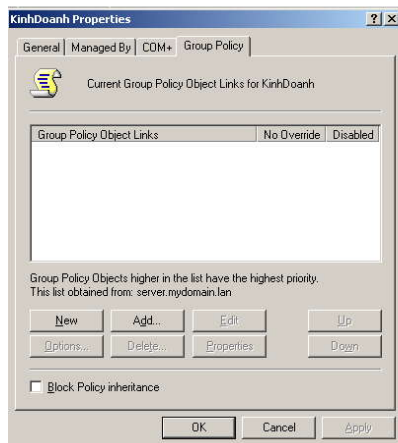 KinhDoanh Properties
General Managed By COM+ Group Policy
Current Group Policy Object Links for KinhDoanh
Group Policy Object Links No Override Disabled
Group Policy Objects higher in the list have the highest priority.
This list obtained from: server.mydomain.lan
New Add... Edit Up
Options... Delete... Properties Down
Block Policy inheritance
OK Cancel Apply